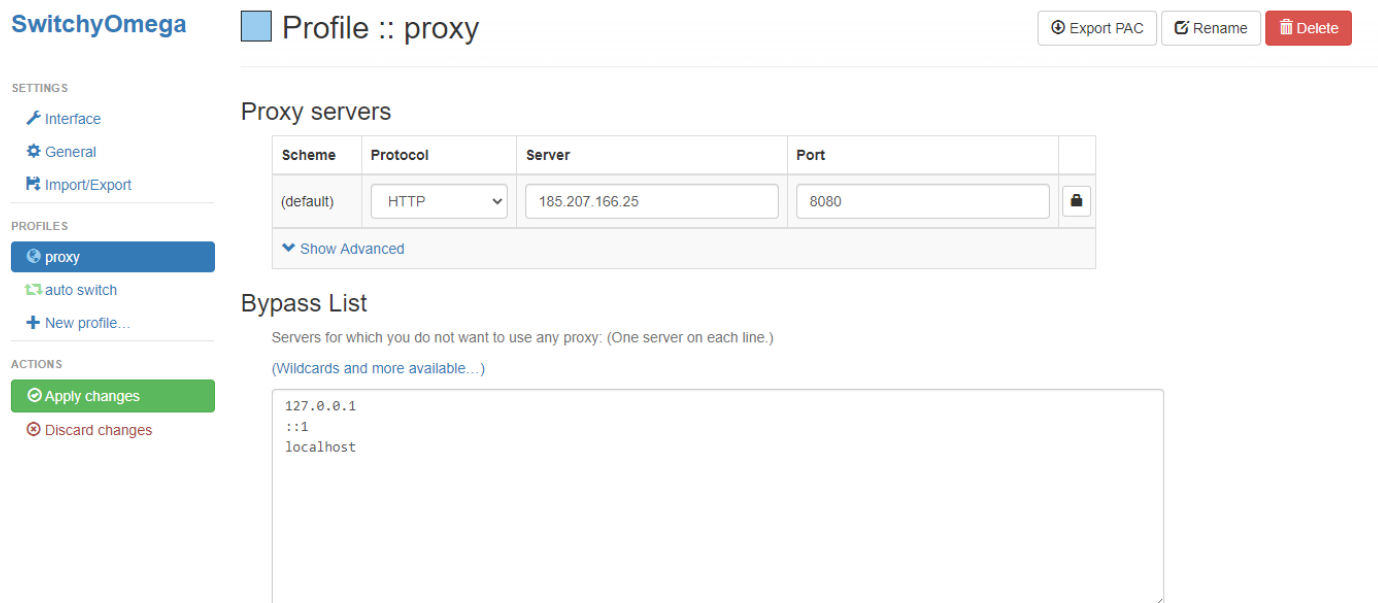 SwitchyOmega
Profile :: proxy
Export PAC
Rename
Delete
SETTINGS
Interface
General
Import/Export
PROFILES
proxy
auto switch
New profile…
ACTIONS
Apply changes
Discard changes
Proxy servers
Scheme Protocol Server Port
(default) HTTP 185.207.166.25 8080
Show Advanced
Bypass List
Servers for which you do not want to use any proxy: (One server on each line.)
(Wildcards and more available…)
127.0.0.1
::1
localhost